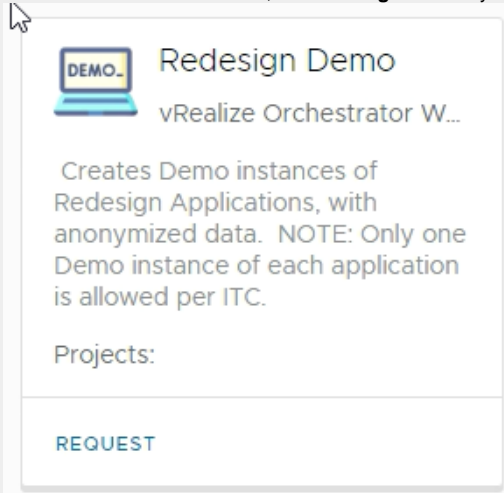 DEMO_
Redesign Demo
vRealize Orchestrator W...
Creates Demo instances of
Redesign Applications, with
anonymized data.  NOTE: Only one
Demo instance of each application
is allowed per ITC.
Projects:
REQUEST